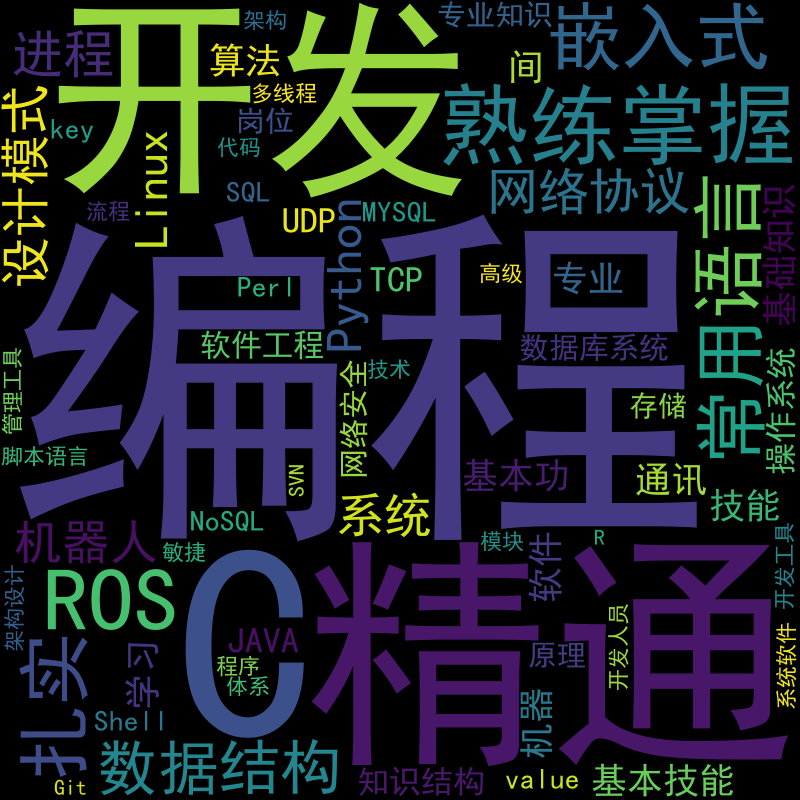 架构
专业知识
开发
嵌入式
进程
算法
间
多线程
熟练掌握
设计模式
key
Linux
岗位
代码
SQL
网络协议
常用语言
基础知识
流程
UDP
MYSQL
Python
编程
Perl
TCP
高级
专业
软件工程
技术
数据库系统
管理工具
网络安全
存储
操作系统
脚本语言
SVN
基本功
通讯
技能
NoSQL
系统
机器人
敏捷
模块
R
软件
开发工具
架构设计
ROS
C
精通
扎实
学习
JAVA
程序
体系
原理
开发人员
系统软件
Shell
机器
数据结构
Git
知识结构
value
基本技能